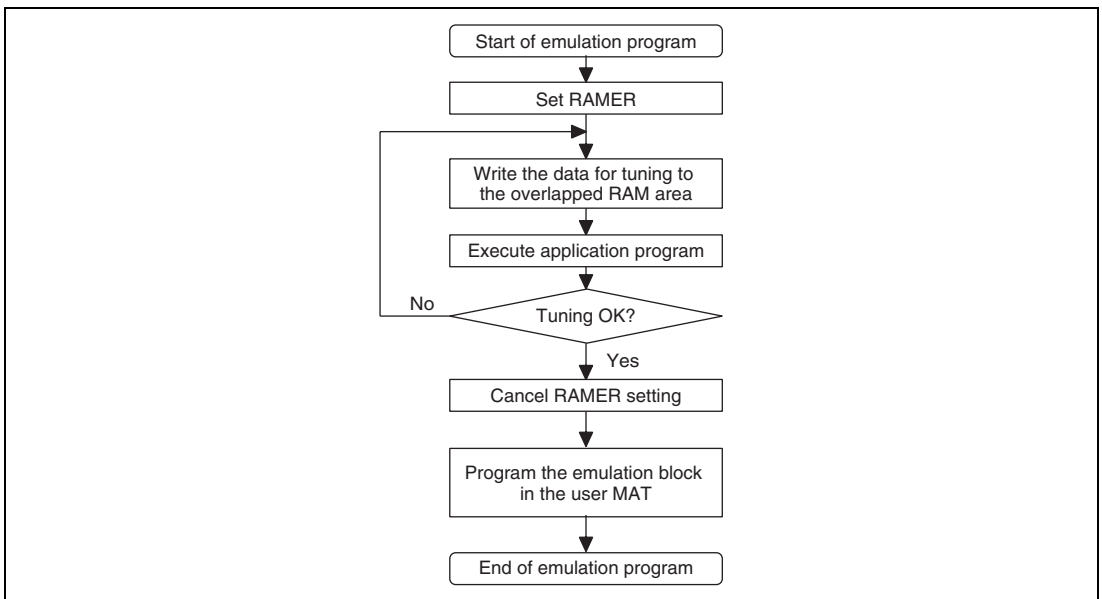 Start of emulation program
Set RAMER
Write the data for tuning to
the overlapped RAM area
Execute application program
No
Tuning OK?
Yes
Cancel RAMER setting
Program the emulation block
in the user MAT
End of emulation program